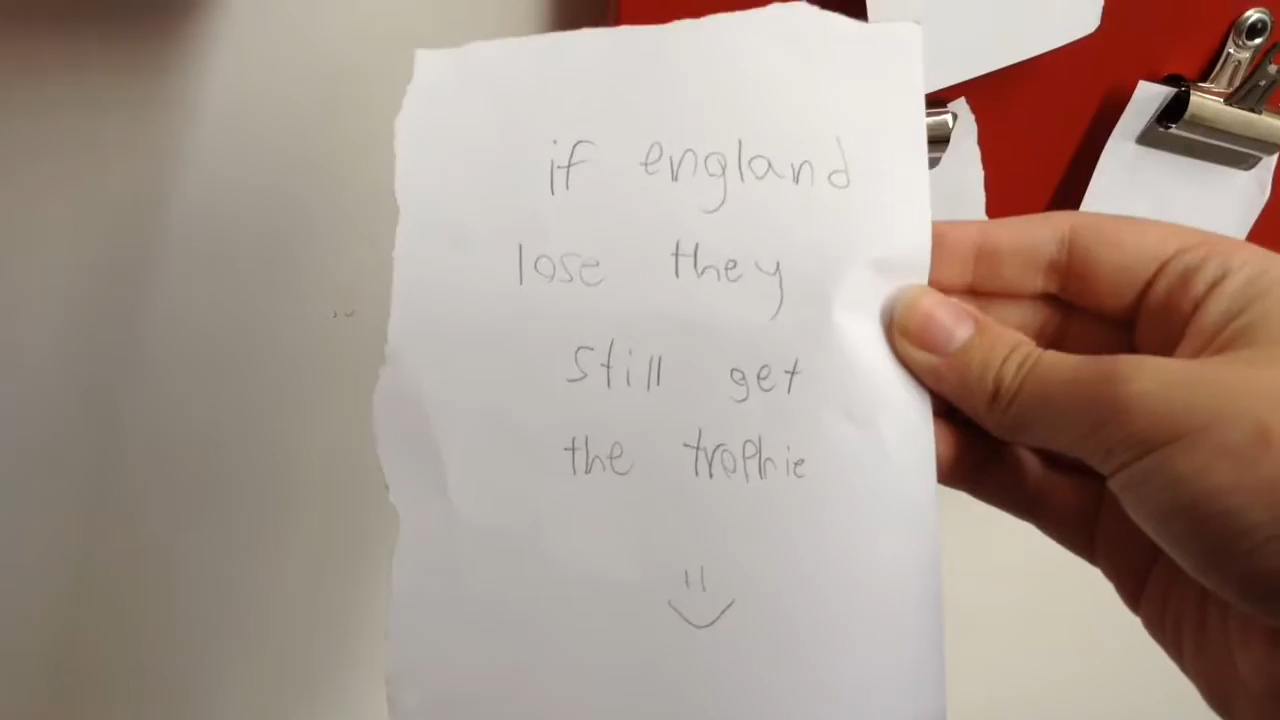 if england
lose they
still get
the trophie